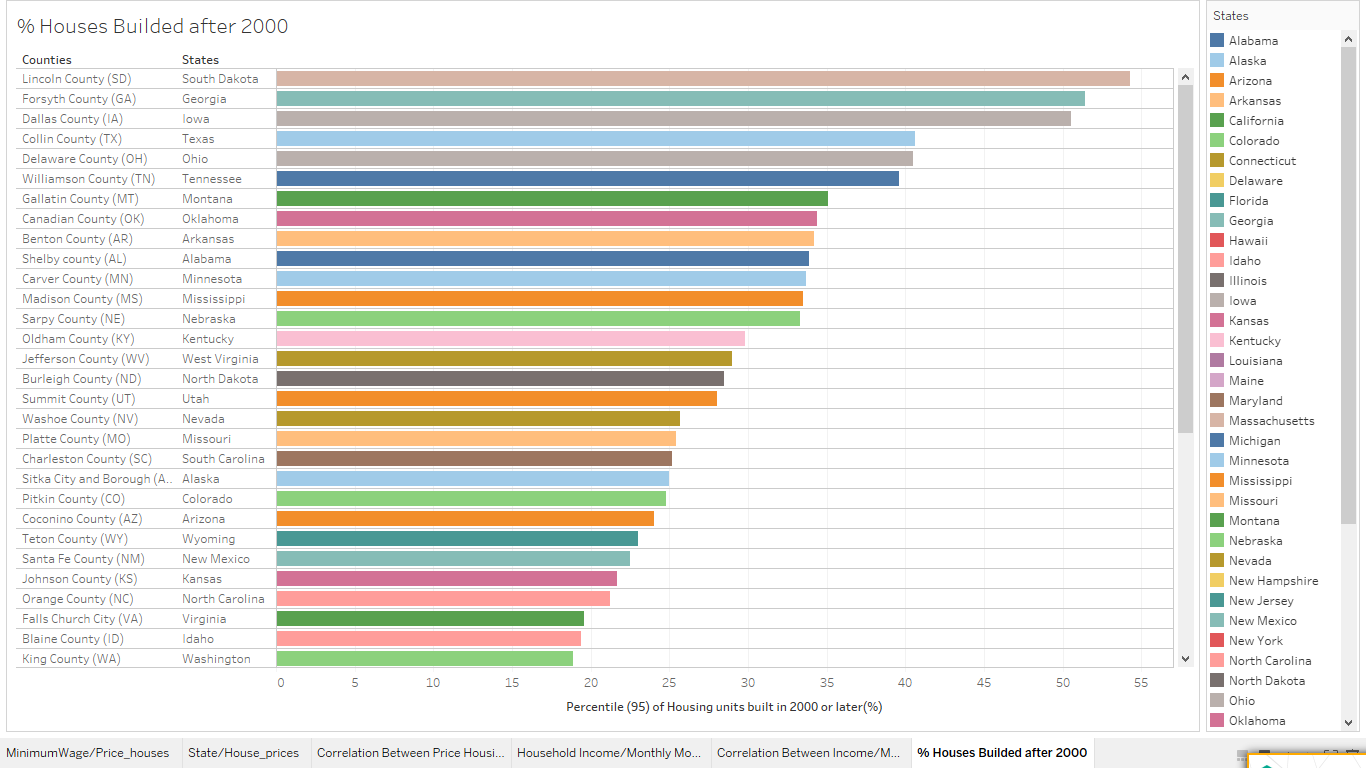 % Houses Builded after 2000
Counties States
Lincoln County (SD) South Dakota
Forsyth County (GA) Georgia
Dallas County (IA) Iowa
Collin County (TX) Texas
Delaware County (OH) Ohio
Williamson County (TN) Tennessee
Gallatin County (MT) Montana
Canadian County (OK) Oklahoma
Benton County (AR) Arkansas
Shelby county (AL) Alabama
Carver County (MN) Minnesota
Madison County (MS) Mississippi
Sarpy County (NE) Nebraska
Oldham County (KY) Kentucky
Jefferson County (WV) West Virginia
Burleigh County (ND) North Dakota
Summit County (UT) Utah
Washoe County (NV) Nevada
Platte County (MO) Missouri
Charleston County (SC) South Carolina
Sitka City and Borough (A.. Alaska
Pitkin County (CO) Colorado
Coconino County (AZ) Arizona
Teton County (WY) Wyoming
Santa Fe County (NM) New Mexico
Johnson County (KS) Kansas
Orange County (NC) North Carolina
Falls Church City (VA) Virginia
Blaine County (ID) Idaho
King County (WA) Washington
0 5 10 15 20 25 30 35 40 45 50 55
Percentile (95) of Housing units built in 2000 or later(%)
States
Alabama
Alaska
Arizona
Arkansas
California
Colorado
Connecticut
Delaware
Florida
Georgia
Hawaii
Idaho
Illinois
Iowa
Kansas
Kentucky
Louisiana
Maine
Maryland
Massachusetts
Michigan
Minnesota
Mississippi
Missouri
Montana
Nebraska
Nevada
New Hampshire
New Jersey
New Mexico
New York
North Carolina
North Dakota
Ohio
Oklahoma
MinimumWage/Price_houses State/House_prices Correlation Between Price Housi... Household Income/Monthly Mo... Correlation Between Income/M... % Houses Builded after 2000